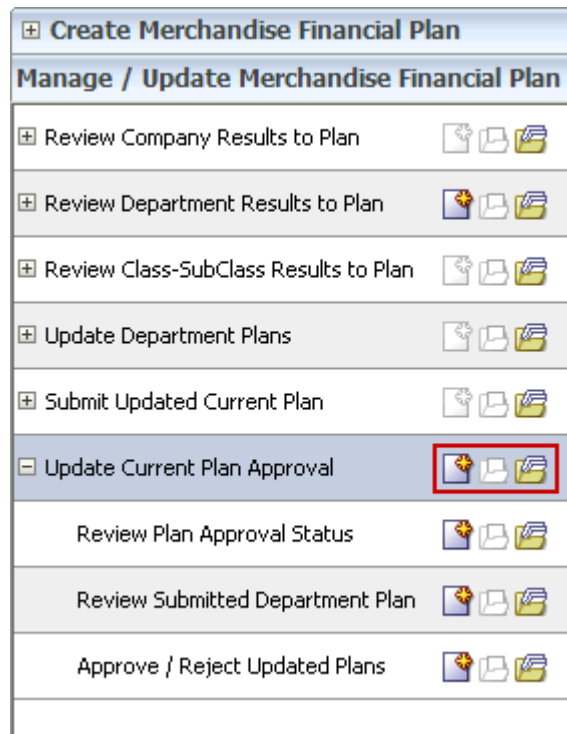 Create Merchandise Financial Plan
Manage / Update Merchandise Financial Plan
Review Company Results to Plan
Review Department Results to Plan
Review Class-SubClass Results to Plan
Update Department Plans
Submit Updated Current Plan
Update Current Plan Approval
Review Plan Approval Status
Review Submitted Department Plan
Approve / Reject Updated Plans